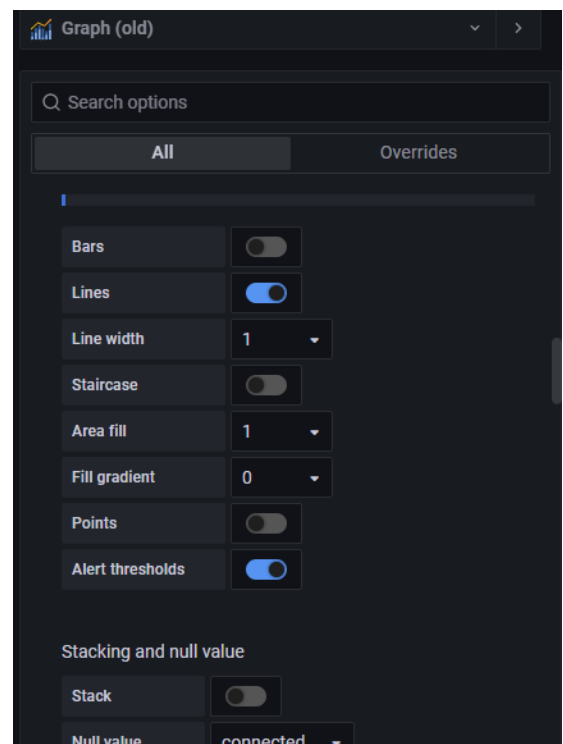 Graph (old)
Search options
All Overrides
Bars
Lines
Line width 1
Staircase
Area fill 1
Fill gradient 0
Points
Alert thresholds
Stacking and null value
Stack
Null value connected